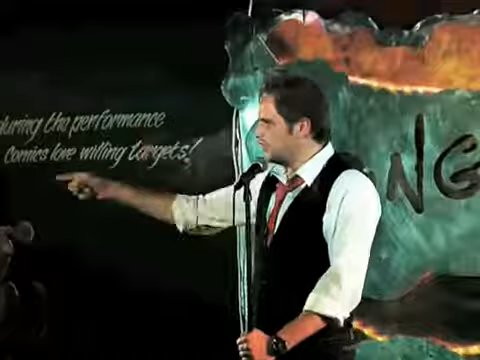 during the performance
comics love willing targets!
NG